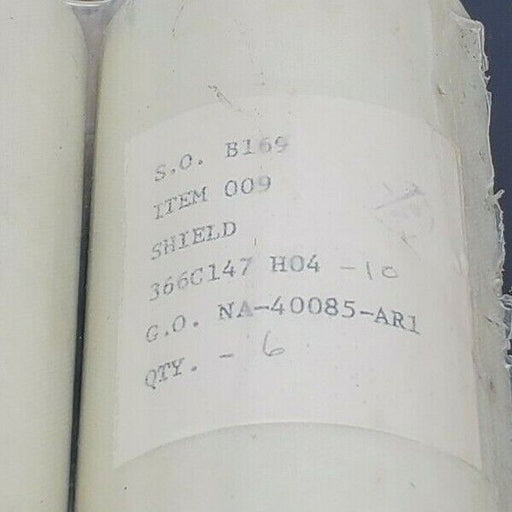 S.O. B169
ITEM 009
SHIELD
366C147 H04 -10
G.O. NA-40085-AR1
QTY. - 6